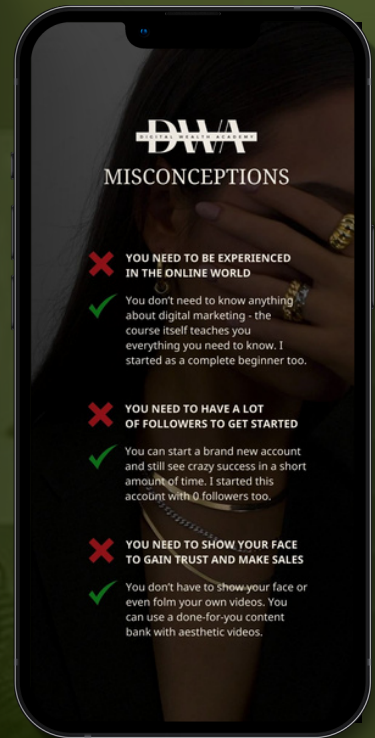 DWA
DIGITAL WEALTH ACADEMY
MISCONCEPTIONS
YOU NEED TO BE EXPERIENCED
IN THE ONLINE WORLD
You don't need to know anything
about digital marketing - the
course itself teaches you
everything you need to know. I
started as a complete beginner too.
YOU NEED TO HAVE A LOT
OF FOLLOWERS TO GET STARTED
You can start a brand new account
and still see crazy success in a short
amount of time. I started this
account with 0 followers too.
YOU NEED TO SHOW YOUR FACE
TO GAIN TRUST AND MAKE SALES
You don't have to show your face or
even folm your own videos. You
can use a done-for-you content
bank with aesthetic videos.